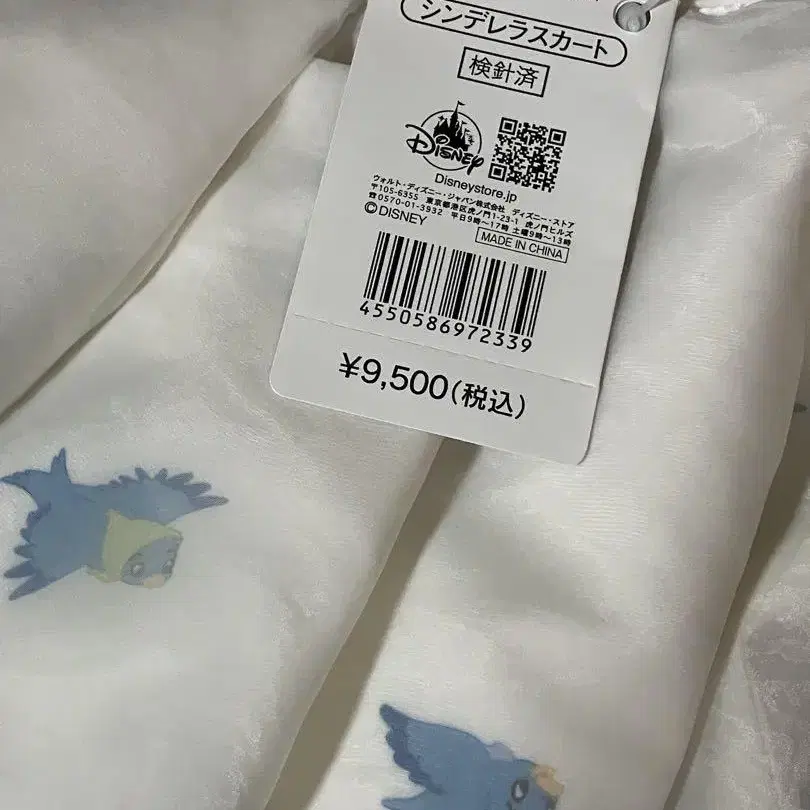 シンデレラスカート
検針済
Disney
Disneystore.jp
ウォルト・ディズニー・ジャパン株式会社 ディズニー・ストア
〒105-6355 東京都港区虎ノ門1-23-1 虎ノ門ヒルズ
☎0570-01-3932 平日9時～17時 土曜9時～13時
©DISNEY
MADE IN CHINA
4550586972339
¥9,500(税込)